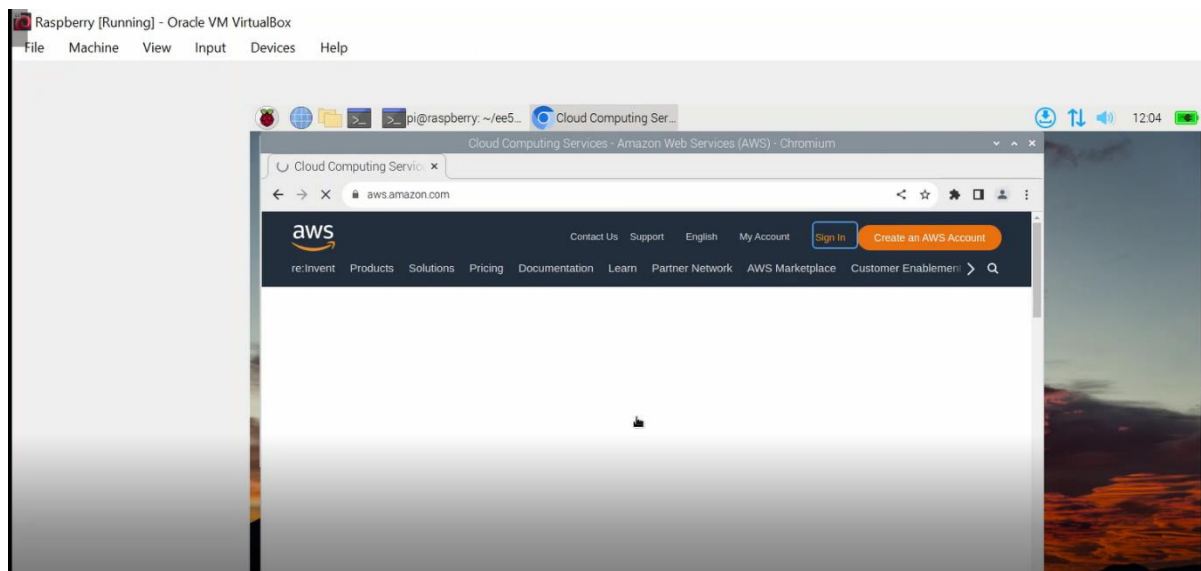 Raspberry [Running] - Oracle VM VirtualBox
File Machine View Input Devices Help
pi@raspberry: ~/ee5... Cloud Computing Ser... 12:04
Cloud Computing Services - Amazon Web Services (AWS) - Chromium
Cloud Computing Servic
aws.amazon.com
aws Contact Us Support English My Account Sign In Create an AWS Account
re:Invent Products Solutions Pricing Documentation Learn Partner Network AWS Marketplace Customer Enablement